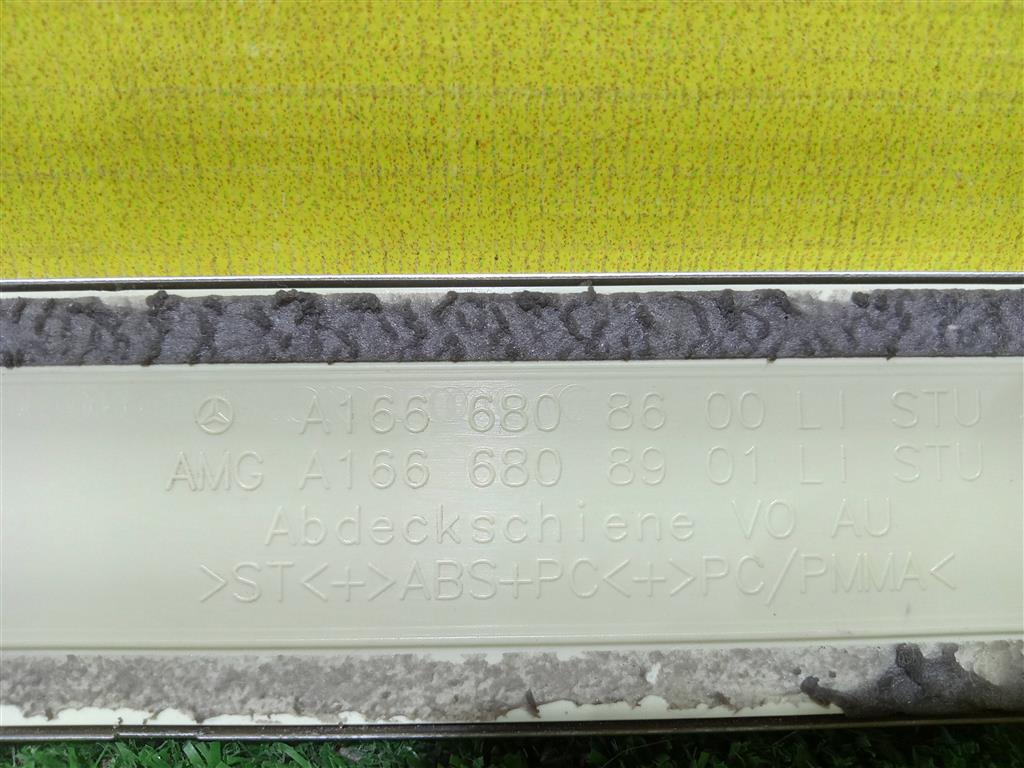 A166 680 86 00 LI STU
AMG A166 680 89 01 LI STU
Abdeckschiene VO AU
>ST<+>ABS+PC<+>PC/PMMA<